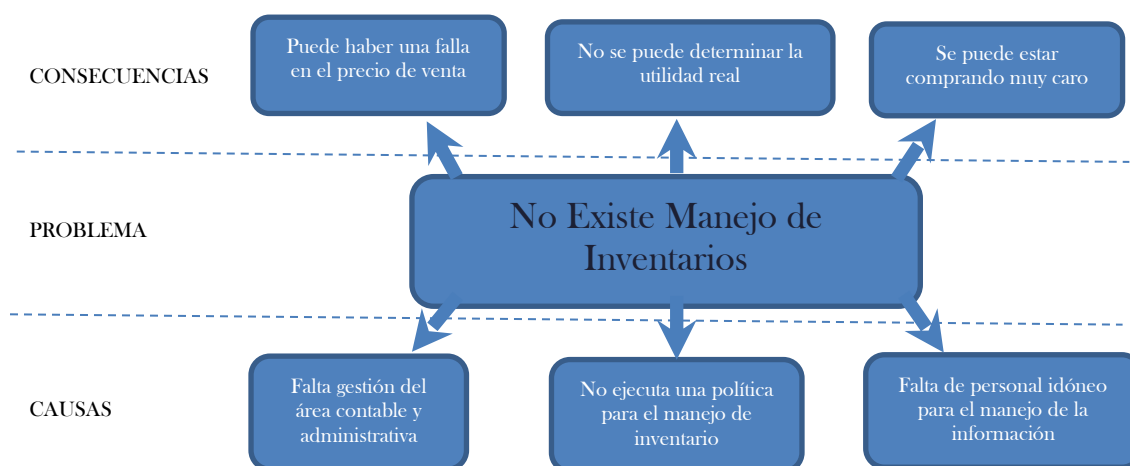 CONSECUENCIAS
Puede haber una falla
en el precio de venta
No se puede determinar la
utilidad real
Se puede estar
comprando muy caro
PROBLEMA
No Existe Manejo de
Inventarios
CAUSAS
Falta gestión del
área contable y
administrativa
No ejecuta una política
para el manejo de
inventario
Falta de personal idóneo
para el manejo de la
información